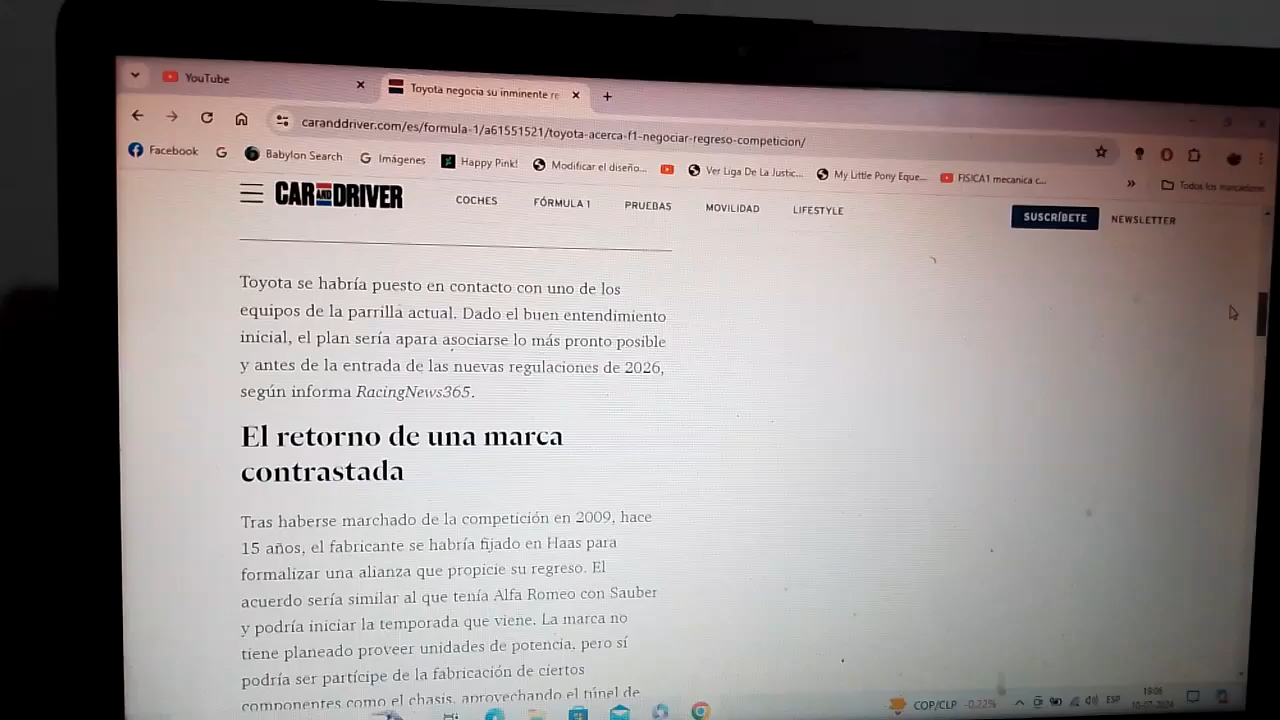 YouTube
Toyota negocia su inminente re
caranddriver.com/es/formula-1/a61551521/toyota-acerca-f1-negociar-regreso-competicion/
Facebook
Babylon Search
Imágenes
Happy Pink!
Modificar el diseño...
Ver Liga De La Justic...
My Little Pony Eque...
FISICA1 mecanica c...
»
Todos los marcadores
CAR AND DRIVER
COCHES
FÓRMULA 1
PRUEBAS
MOVILIDAD
LIFESTYLE
SUSCRÍBETE
NEWSLETTER
Toyota se habría puesto en contacto con uno de los
equipos de la parrilla actual. Dado el buen entendimiento
inicial, el plan sería apara asociarse lo más pronto posible
y antes de la entrada de las nuevas regulaciones de 2026,
según informa RacingNews365.
El retorno de una marca
contrastada
Tras haberse marchado de la competición en 2009, hace
15 años, el fabricante se habría fijado en Haas para
formalizar una alianza que propicie su regreso. El
acuerdo sería similar al que tenía Alfa Romeo con Sauber
y podría iniciar la temporada que viene. La marca no
tiene planeado proveer unidades de potencia, pero sí
podría ser partícipe de la fabricación de ciertos
componentes como el chasis, aprovechando el túnel de
COP/CLP -0,22%
ESP
19:06
10-07-2024